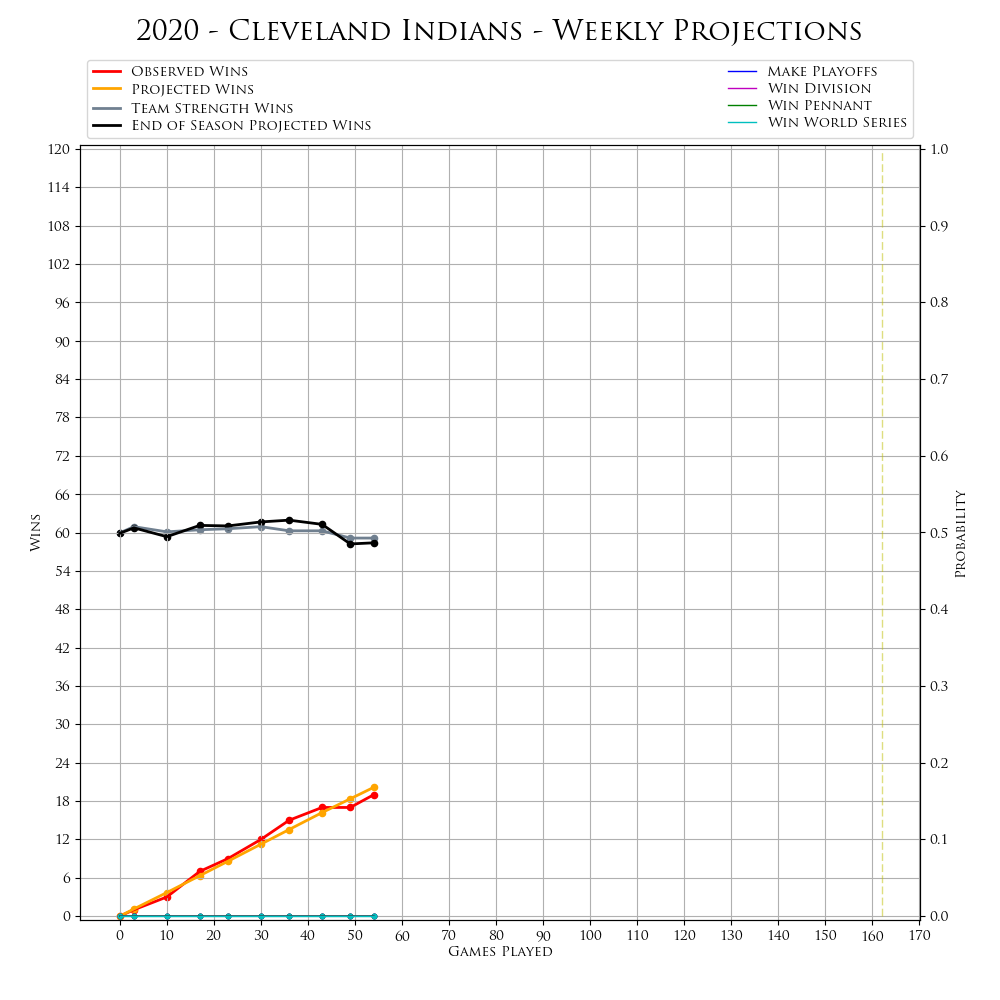 2020 - Cleveland Indians - Weekly Projections
Observed Wins
Projected Wins
Team Strength Wins
End of Season Projected Wins
Make Playoffs
Win Division
Win Pennant
Win World Series
120
114
108
102
96
90
84
78
72
66
60
54
48
42
36
30
24
18
12
6
0
Wins
1.0
0.9
0.8
0.7
0.6
0.5
0.4
0.3
0.2
0.1
0.0
Probability
0 10 20 30 40 50 60 70 80 90 100 110 120 130 140 150 160 170
Games Played